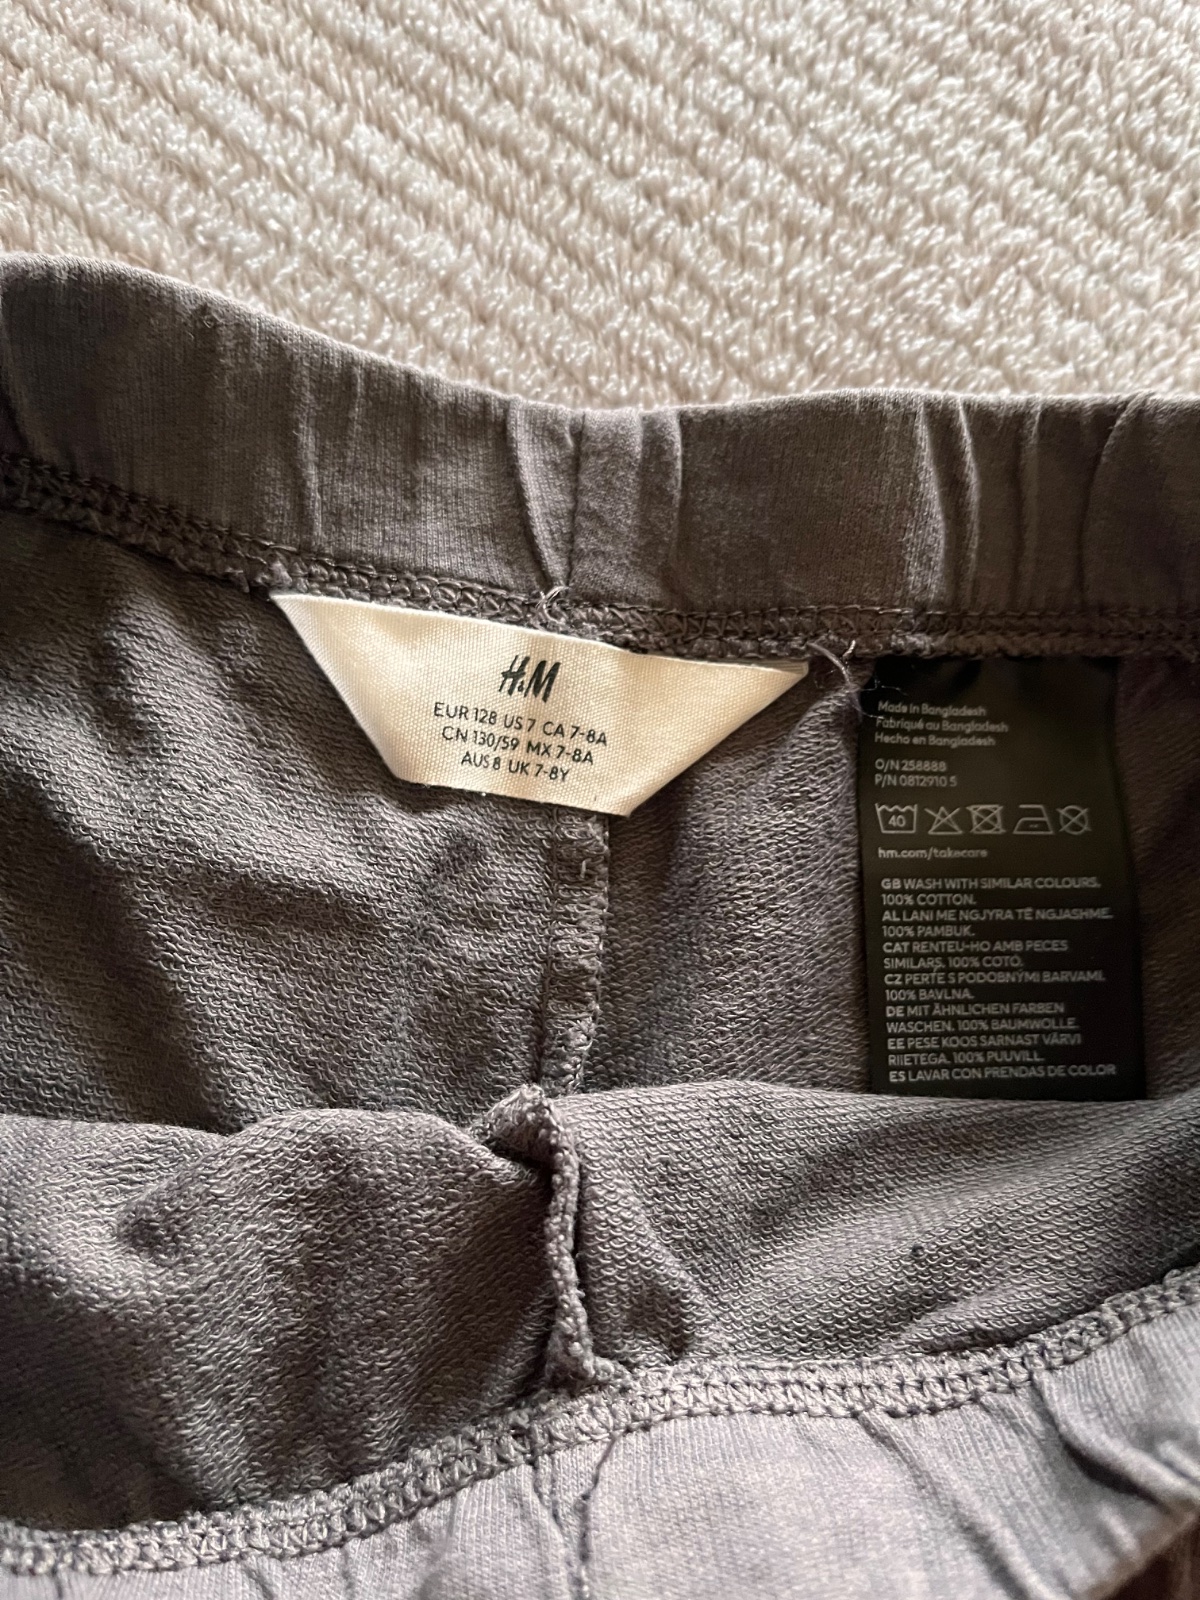 H&M
EUR 128 US 7 CA 7-8A
CN 130/59 MX 7-8A
AUS 8 UK 7-8Y
Made in Bangladesh
Fabriqué au Bangladesh
Hecho en Bangladesh
O/N 258888
P/N 0812910 5
40
hm.com/takecare
GB WASH WITH SIMILAR COLOURS.
100% COTTON.
AL LANI ME NGJYRA TË NGJASHME.
100% PAMBUK.
CAT RENTEU-HO AMB PECES
SIMILARS. 100% COTÓ.
CZ PERTE S PODOBNÝMI BARVAMI.
100% BAVLNA.
DE MIT ÄHNLICHEN FARBEN
WASCHEN. 100% BAUMWOLLE.
EE PESE KOOS SARNAST VÄRVI
RIIETEGA. 100% PUUVILL.
ES LAVAR CON PRENDAS DE COLOR